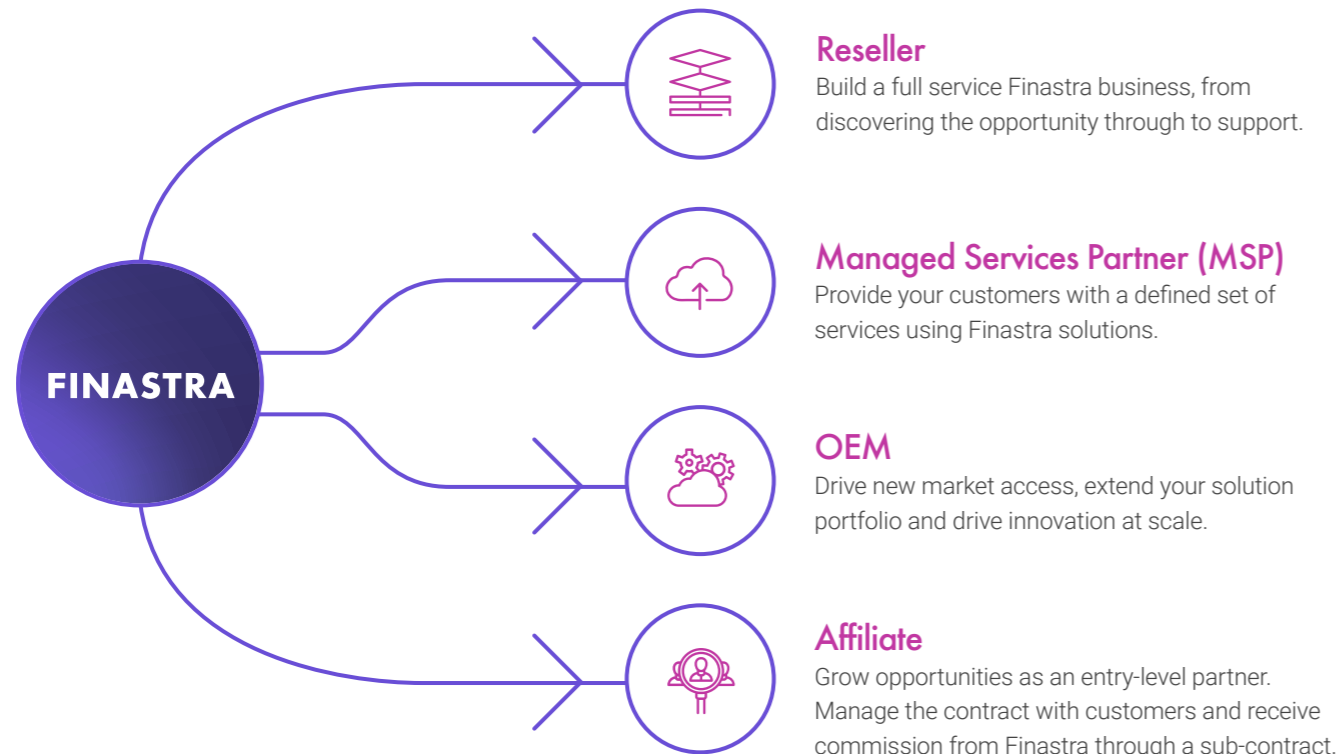 Reseller
Build a full service Finastra business, from
discovering the opportunity through to support.
Managed Services Partner (MSP)
Provide your customers with a defined set of
services using Finastra solutions.
FINASTRA
OEM
Drive new market access, extend your solution
portfolio and drive innovation at scale.
Affiliate
Grow opportunities as an entry-level partner.
Manage the contract with customers and receive
commission from Finastra through a sub-contract.